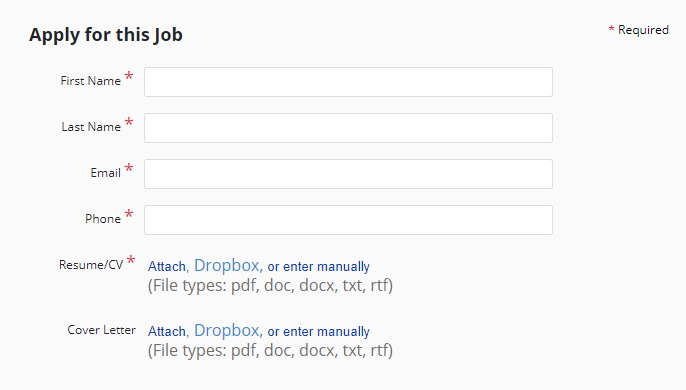 Apply for this Job
* Required
First Name *
Last Name *
Email *
Phone *
Resume/CV * Attach, Dropbox, or enter manually
(File types: pdf, doc, docx, txt, rtf)
Cover Letter Attach, Dropbox, or enter manually
(File types: pdf, doc, docx, txt, rtf)